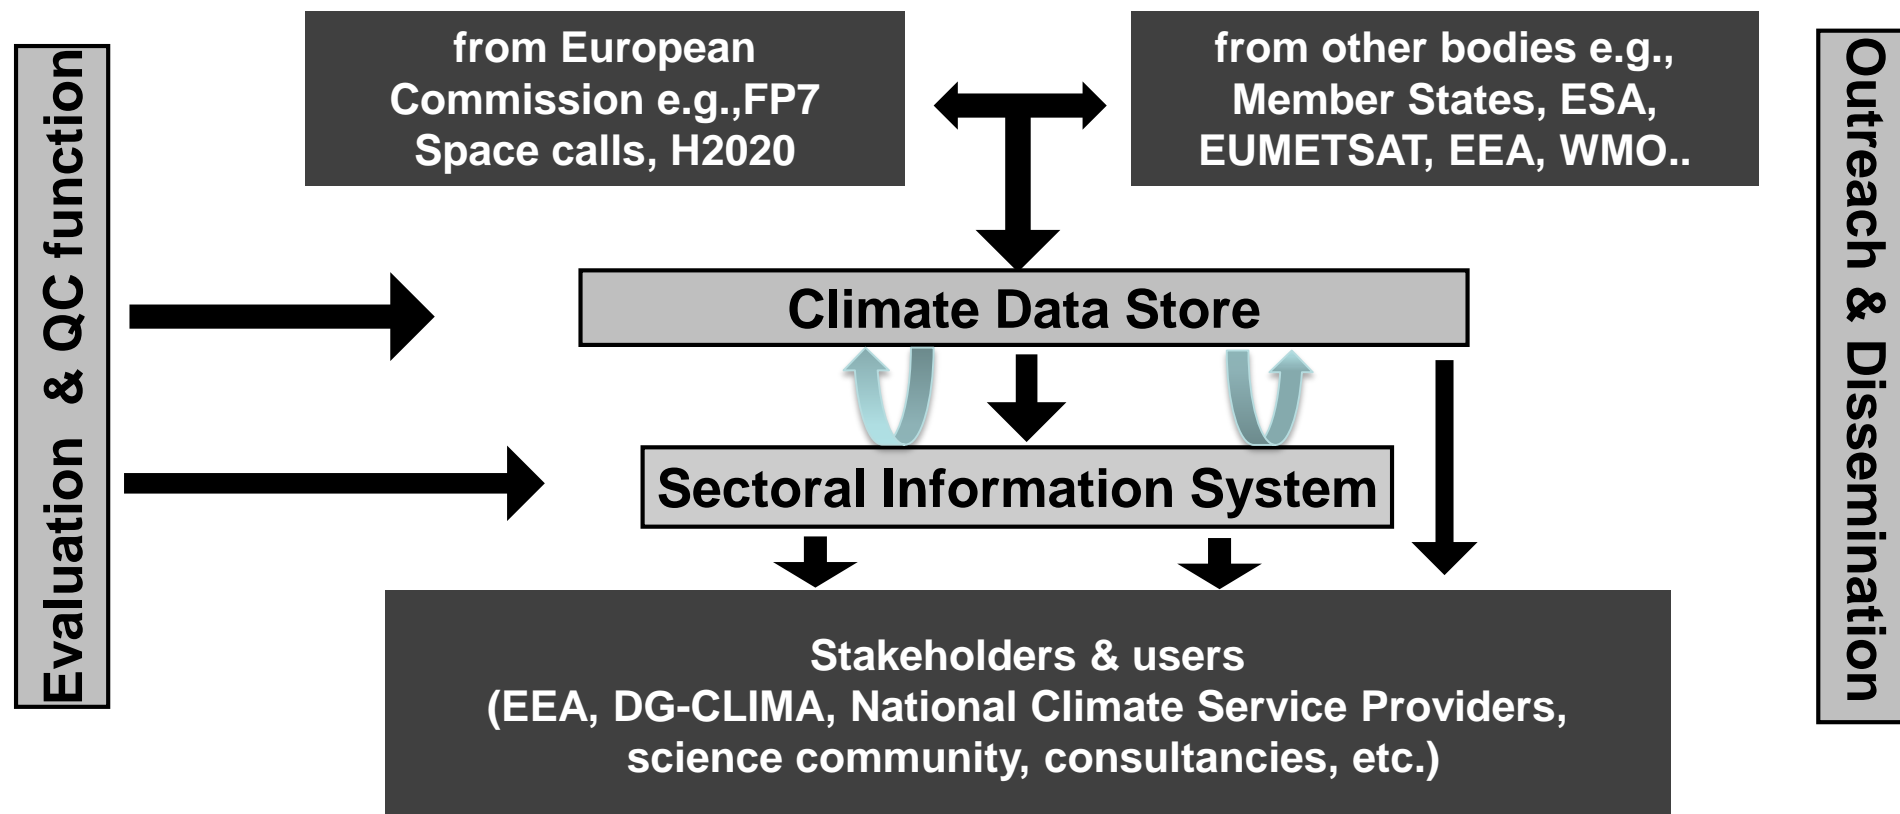 Evaluation & QC function
from European
Commission e.g.,FP7
Space calls, H2020
from other bodies e.g.,
Member States, ESA,
EUMETSAT, EEA, WMO..
Climate Data Store
Sectoral Information System
Stakeholders & users
(EEA, DG-CLIMA, National Climate Service Providers,
science community, consultancies, etc.)
Outreach & Dissemination